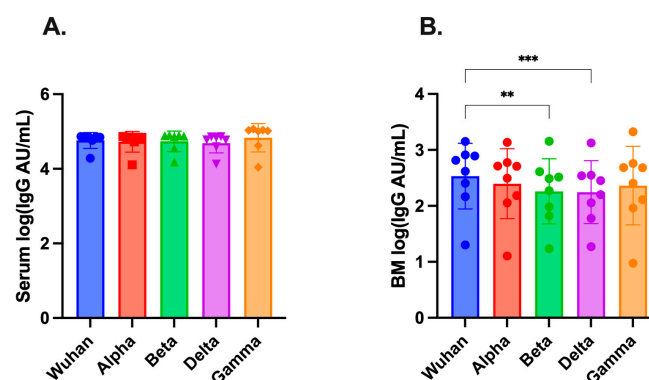 A.
Serum log(IgG AU/mL)
6
4
2
0
Wuhan
Alpha
Beta
Delta
Gamma
B.
BM log(IgG AU/mL)
4
3
2
1
0
***
**
Wuhan
Alpha
Beta
Delta
Gamma